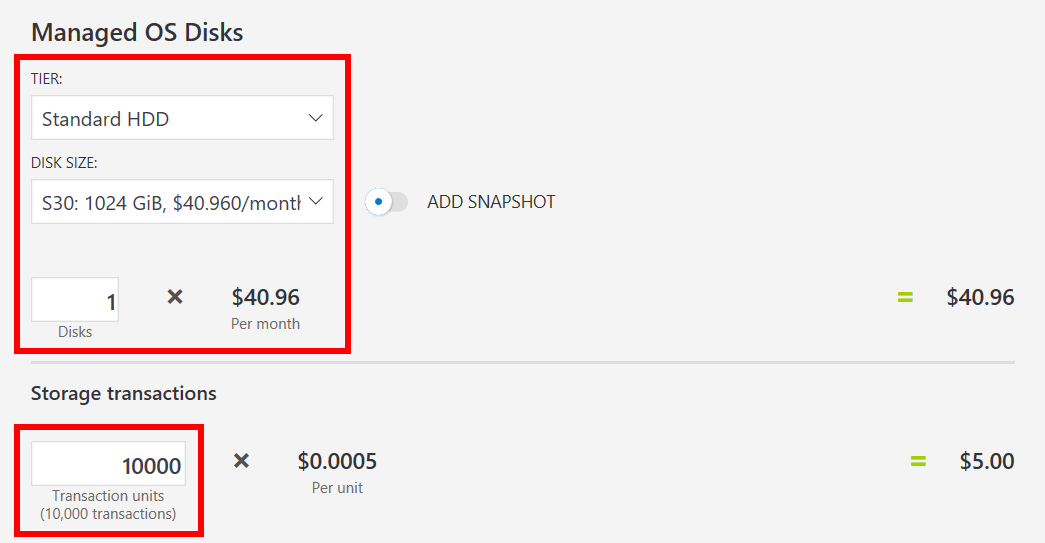 Managed OS Disks
TIER:
Standard HDD
DISK SIZE:
S30: 1024 GiB, $40.960/month
ADD SNAPSHOT
1 × $40.96 = $40.96
Disks Per month
Storage transactions
10000 × $0.0005 = $5.00
Transaction units Per unit
(10,000 transactions)